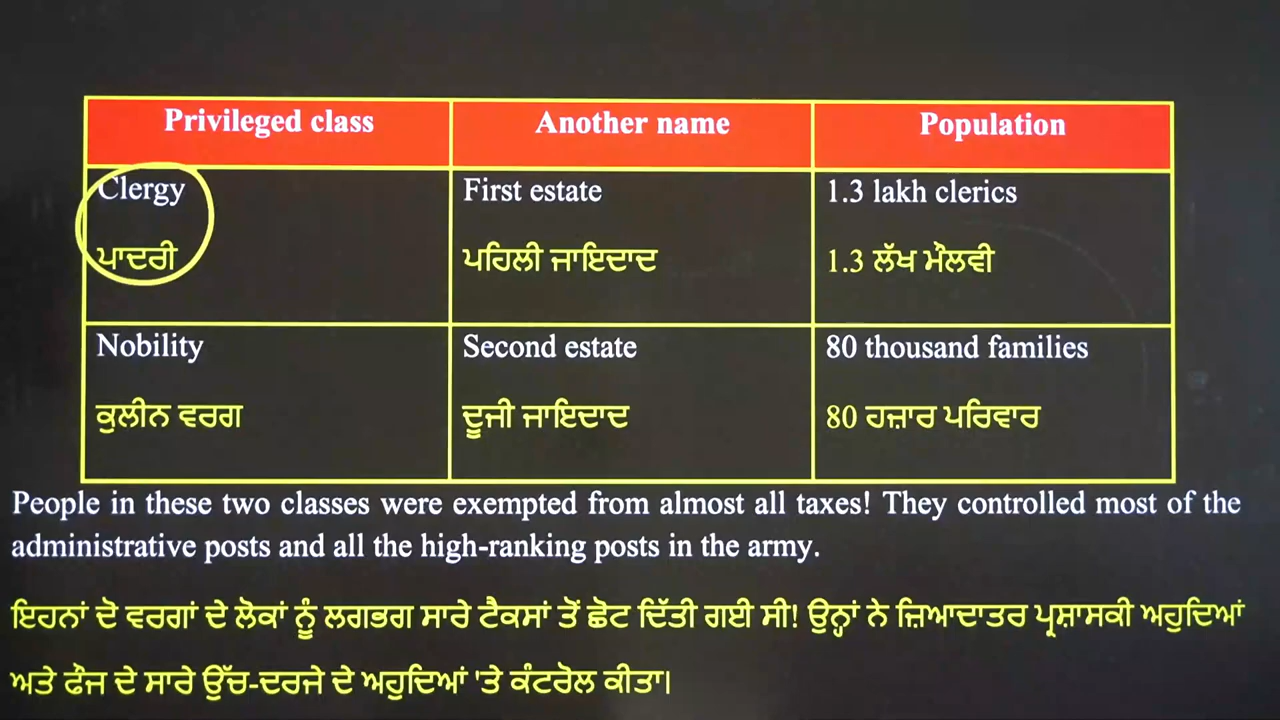 Privileged class
Another name
Population
Clergy
First estate
1.3 lakh clerics
ਪਾਦਰੀ
ਪਹਿਲੀ ਜਾਇਦਾਦ
1.3 ਲੱਖ ਮੌਲਵੀ
Nobility
Second estate
80 thousand families
ਕੁਲੀਨ ਵਰਗ
ਦੂਜੀ ਜਾਇਦਾਦ
80 ਹਜ਼ਾਰ ਪਰਿਵਾਰ
People in these two classes were exempted from almost all taxes! They controlled most of the
administrative posts and all the high-ranking posts in the army.
ਇਹਨਾਂ ਦੋ ਵਰਗਾਂ ਦੇ ਲੋਕਾਂ ਨੂੰ ਲਗਭਗ ਸਾਰੇ ਟੈਕਸਾਂ ਤੋਂ ਛੋਟ ਦਿੱਤੀ ਗਈ ਸੀ! ਉਨ੍ਹਾਂ ਨੇ ਜ਼ਿਆਦਾਤਰ ਪ੍ਰਸ਼ਾਸਕੀ ਅਹੁਦਿਆਂ
ਅਤੇ ਫੌਜ ਦੇ ਸਾਰੇ ਉੱਚ-ਦਰਜੇ ਦੇ ਅਹੁਦਿਆਂ 'ਤੇ ਕੰਟਰੋਲ ਕੀਤਾ।